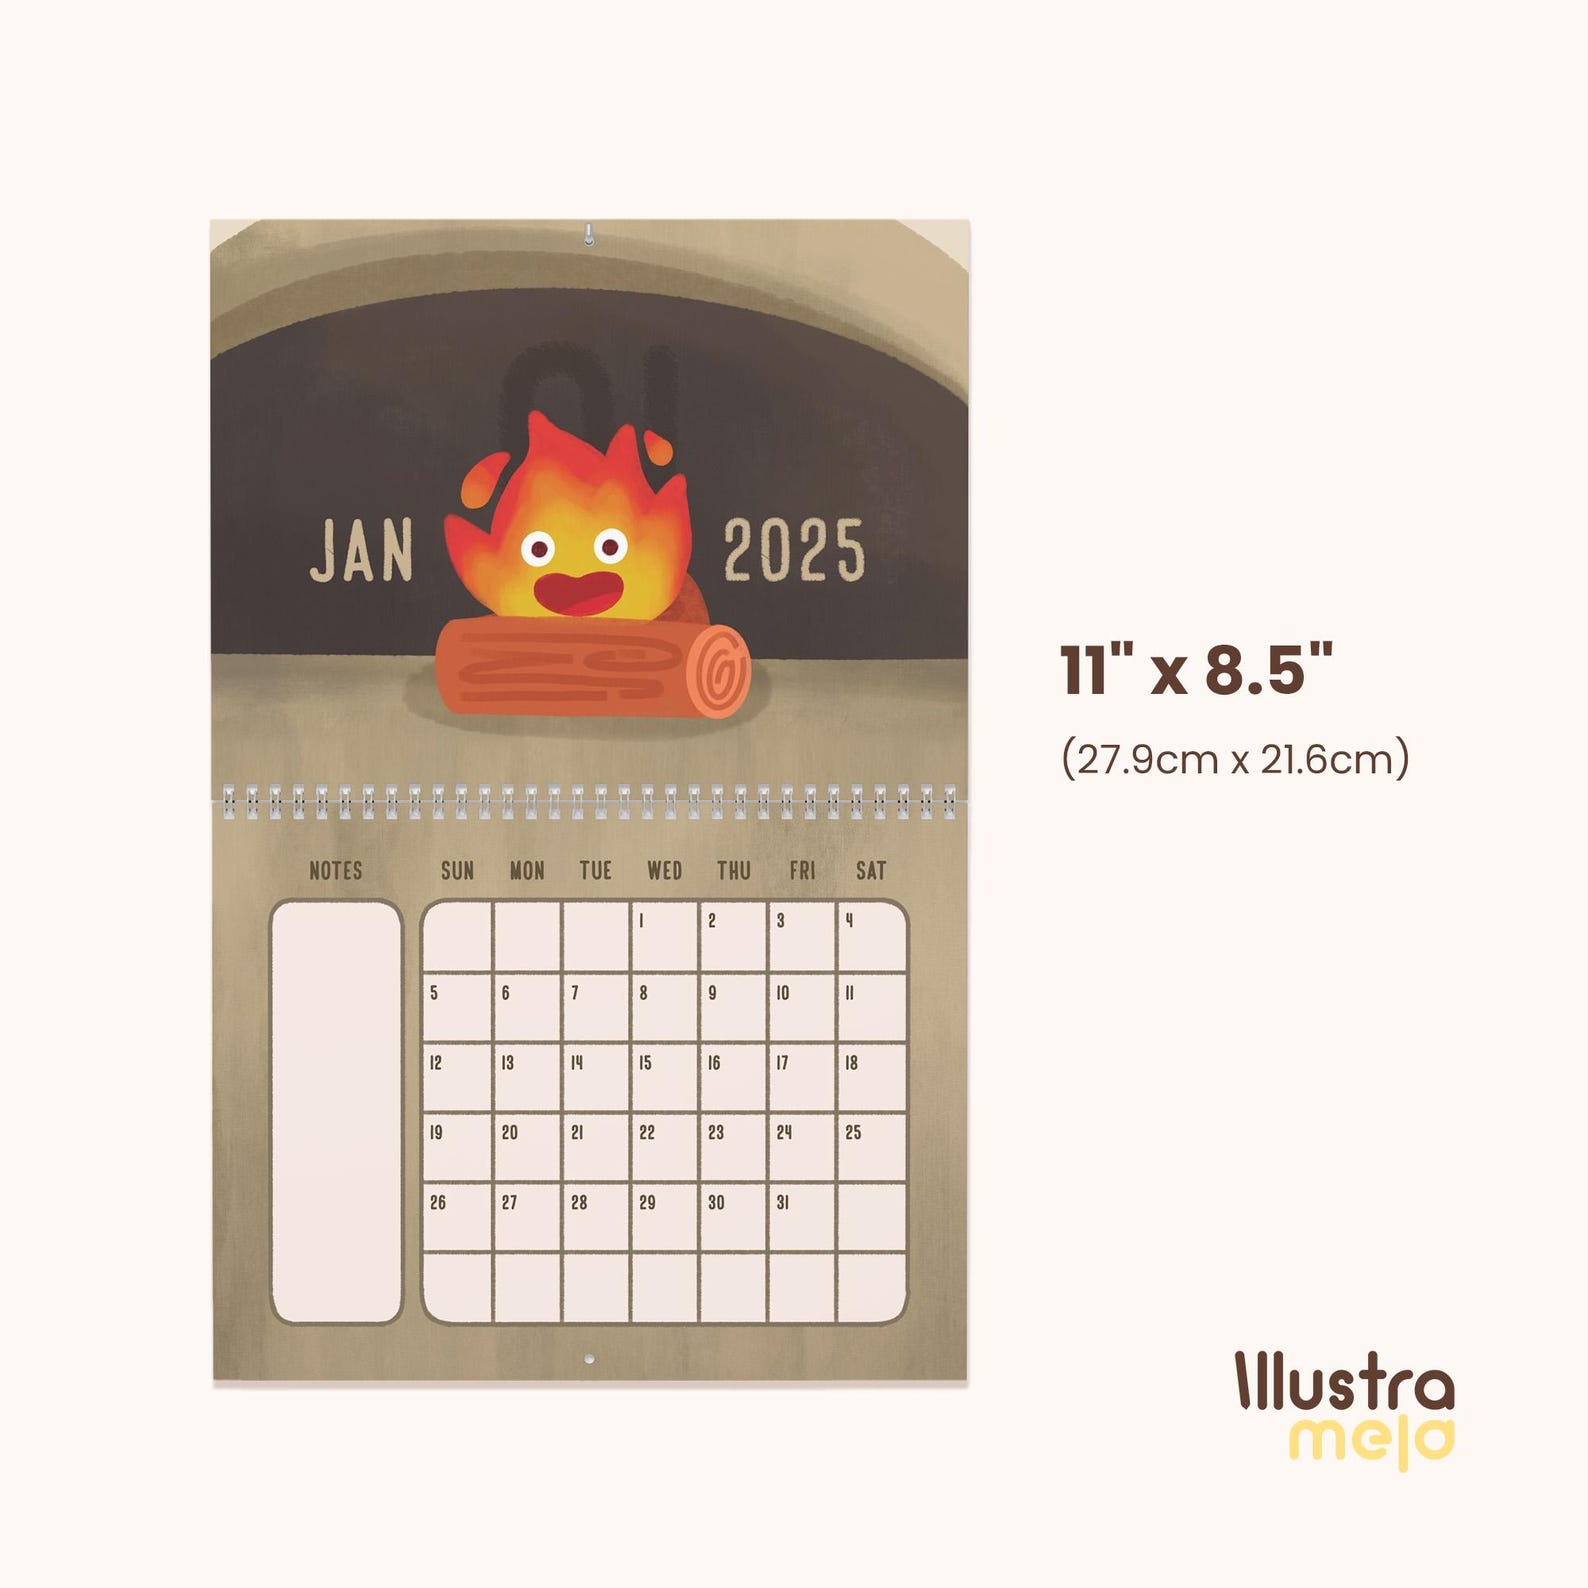 01
JAN 2025
NOTES SUN MON TUE WED THU FRI SAT
1 2 3 4
5 6 7 8 9 10 11
12 13 14 15 16 17 18
19 20 21 22 23 24 25
26 27 28 29 30 31
11" x 8.5"
(27.9cm x 21.6cm)
Illustra
mela